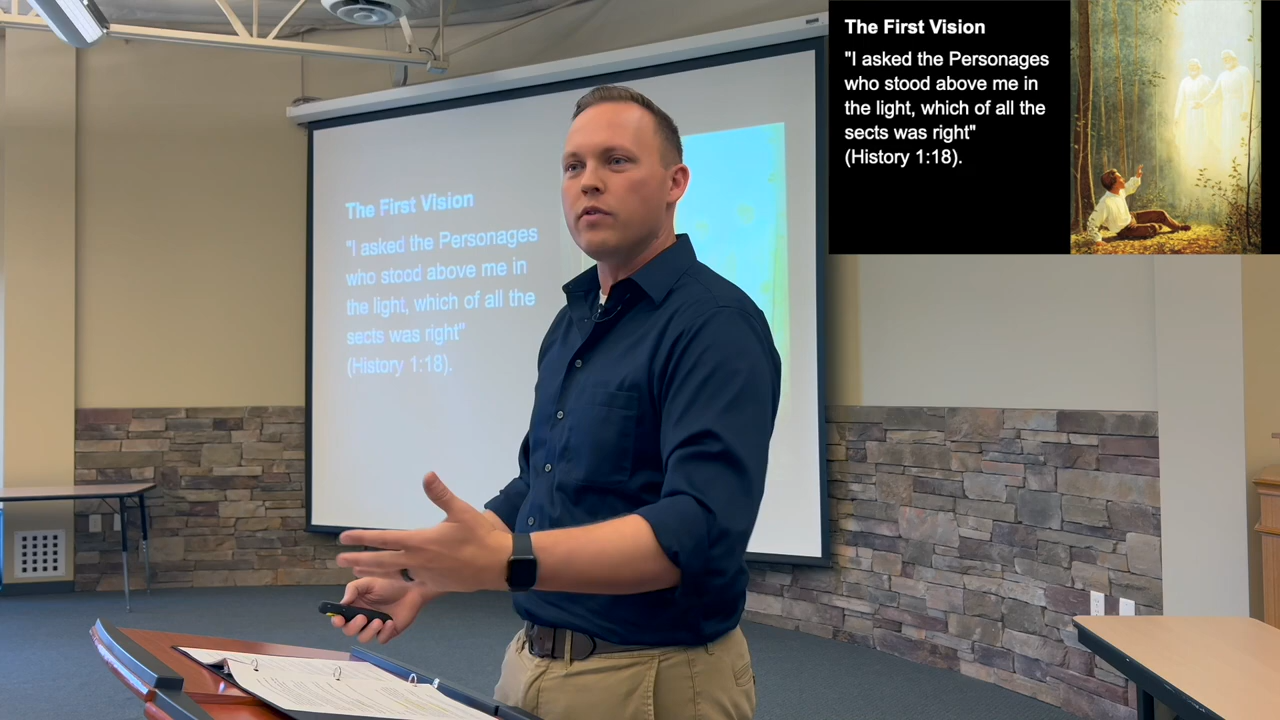 The First Vision
"I asked the Personages
who stood above me in
the light, which of all the
sects was right"
(History 1:18).
The First Vision
"I asked the Personages
who stood above me in
the light, which of all the
sects was right"
(History 1:18).